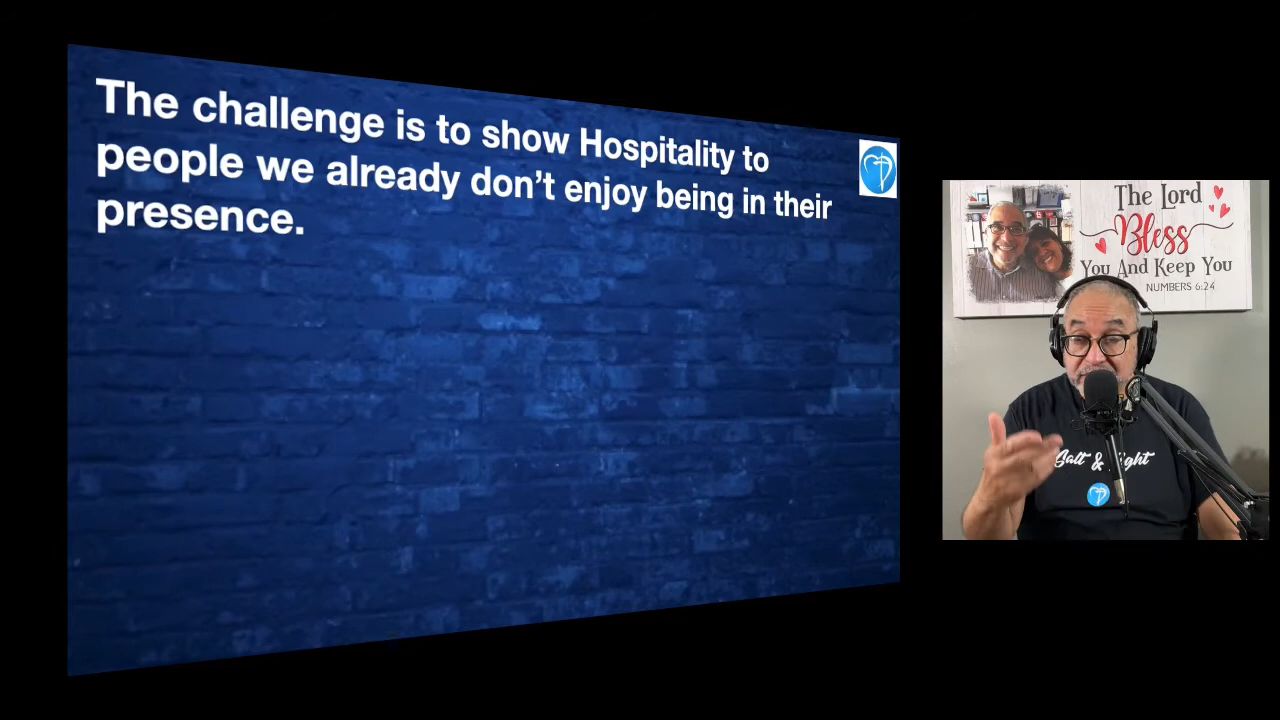 The challenge is to show Hospitality to
people we already don't enjoy being in their
presence.
The Lord
Bless
You And Keep You
NUMBERS 6:24
Salt & Light